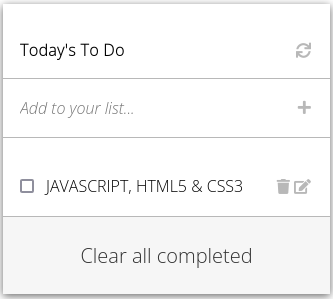 Today's To Do
Add to your list...
JAVASCRIPT, HTML5 & CSS3
Clear all completed